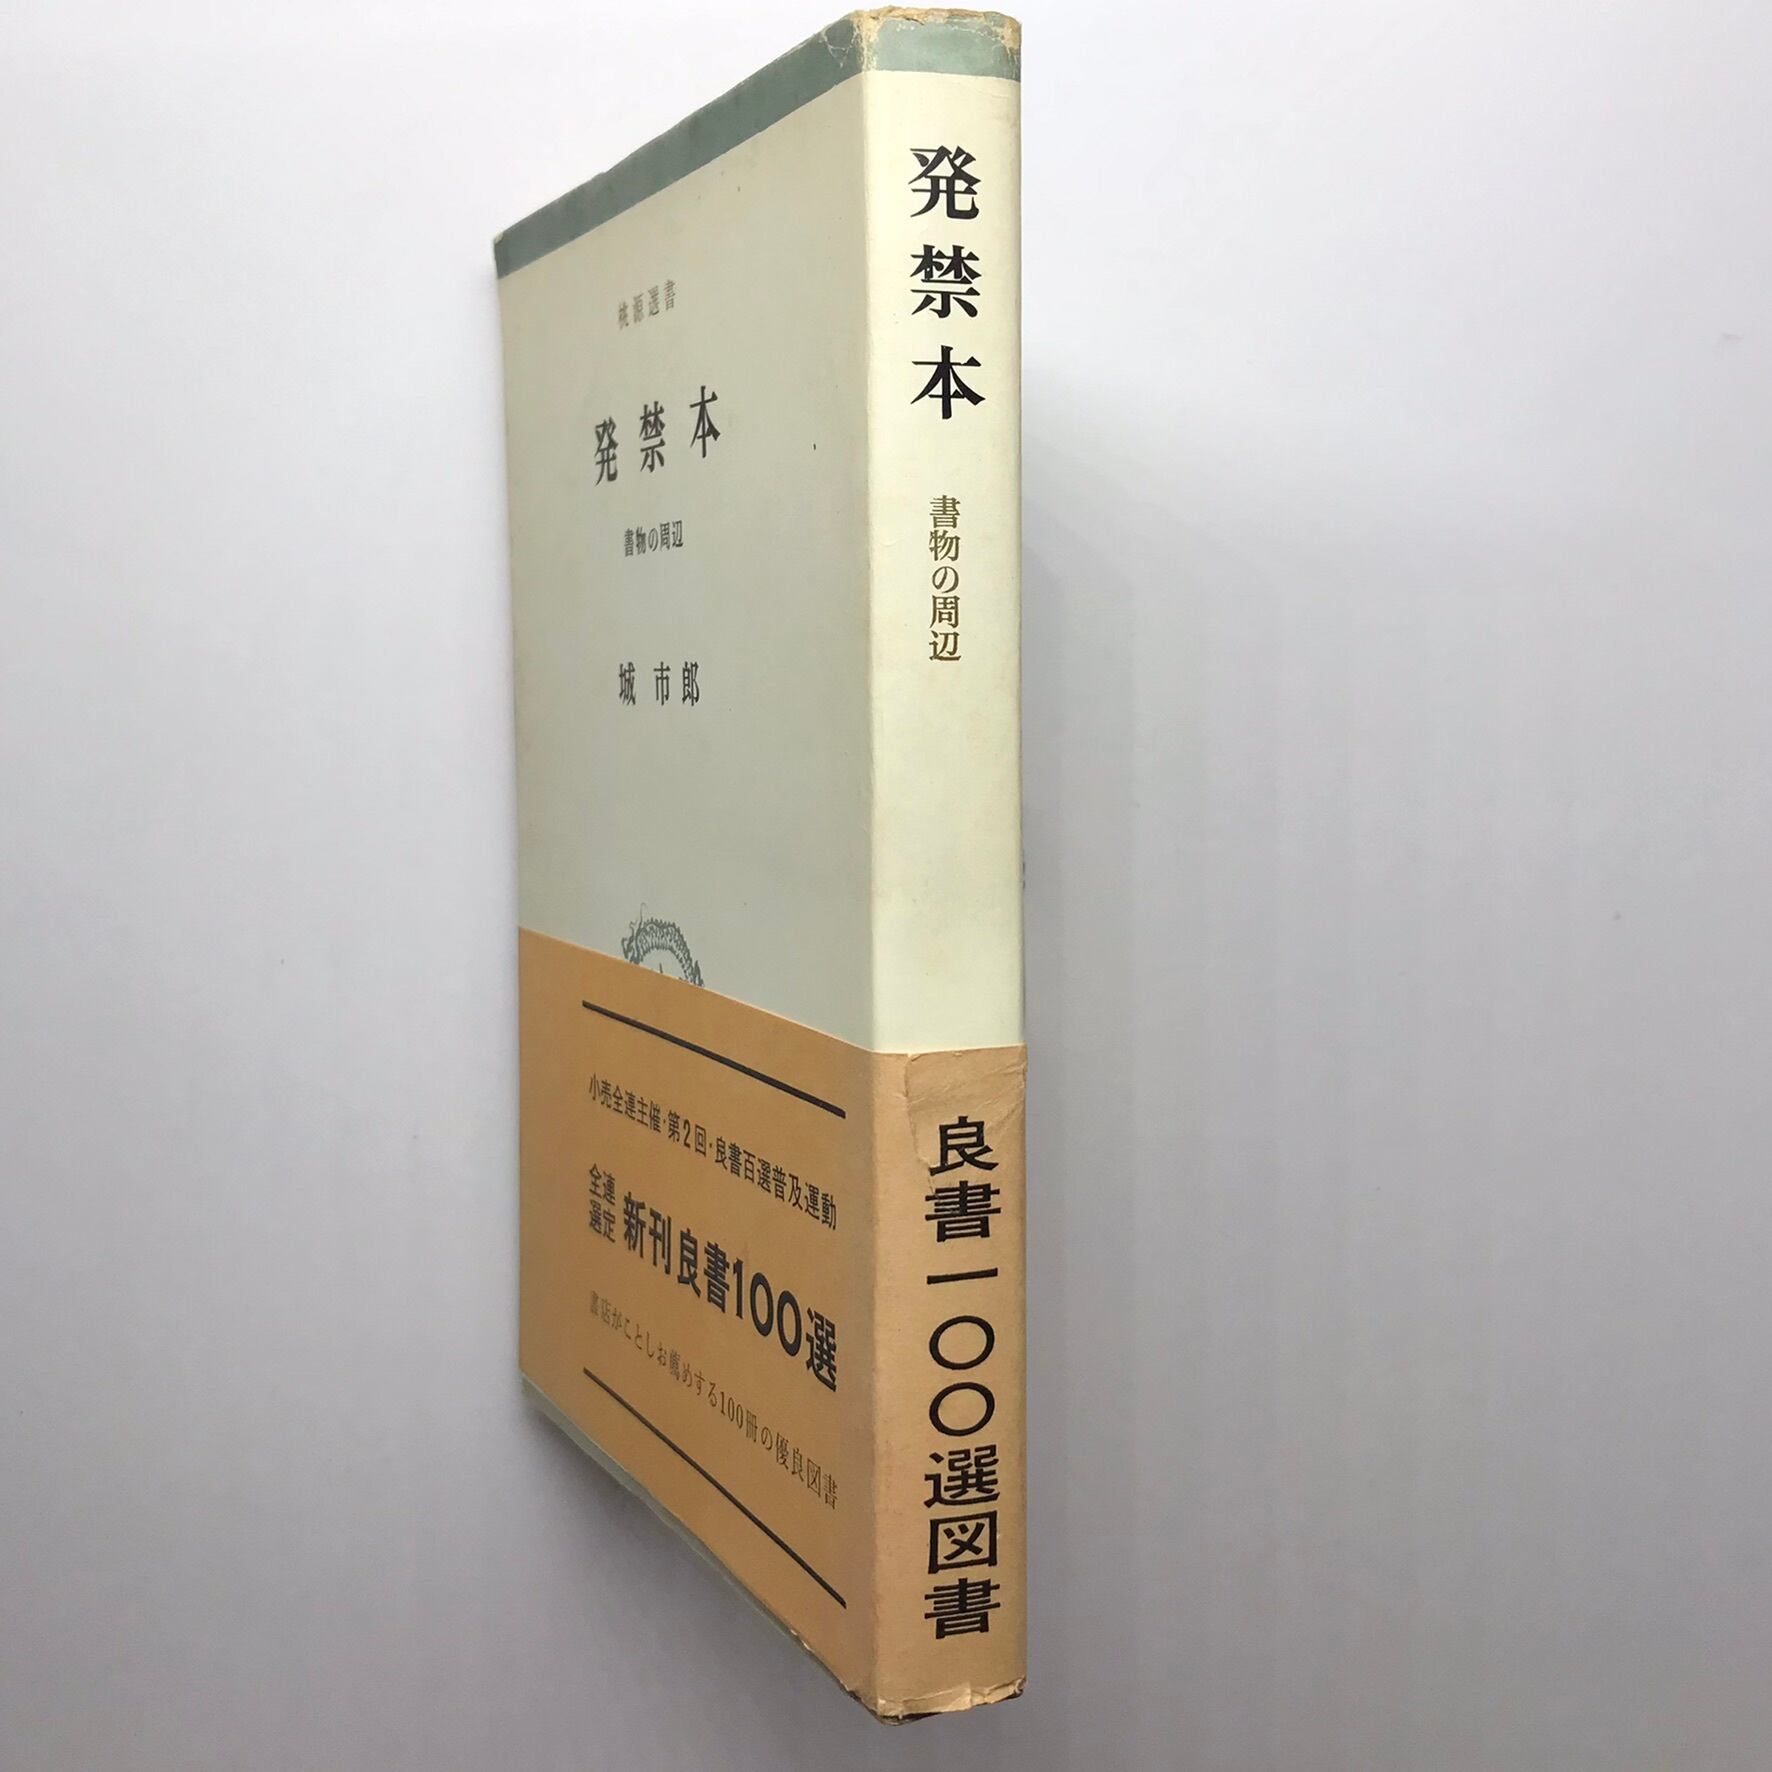 桃源選書
発禁本
書物の周辺
城市郎
小売全連主催・第2回・良書百選普及運動
全連
選定
新刊良書100選
書店がことしお薦めする100冊の優良図書
発禁本
書物の周辺
良書一〇〇選図書